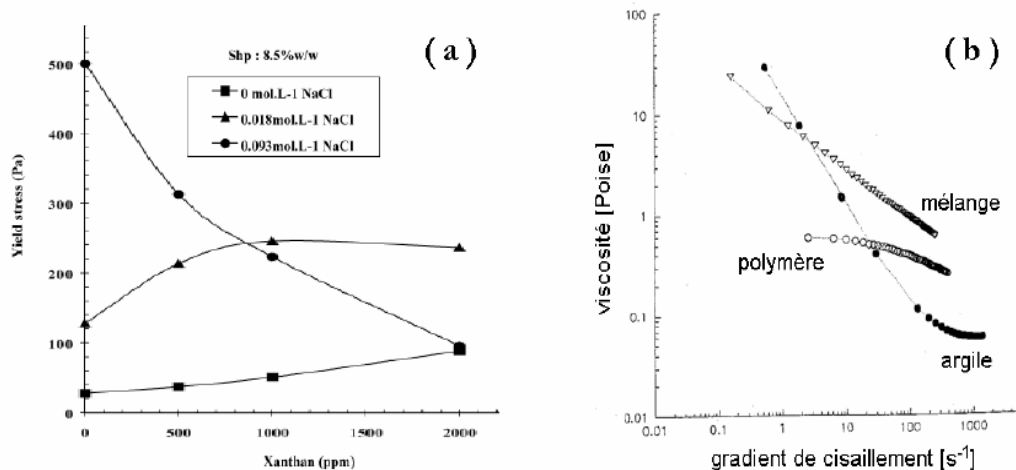 ( a )
Shp : 8.5%w/w
0 mol.L-1 NaCl
0.018mol.L-1 NaCl
0.093mol.L-1 NaCl
Yield stress (Pa)
500
400
300
200
100
0
0 500 1000 1500 2000
Xanthan (ppm)
( b )
viscosité [Poise]
100
10
1
0.1
0.01
mélange
polymère
argile
0.01 0.1 1 10 100 1000
gradient de cisaillement [s-1]